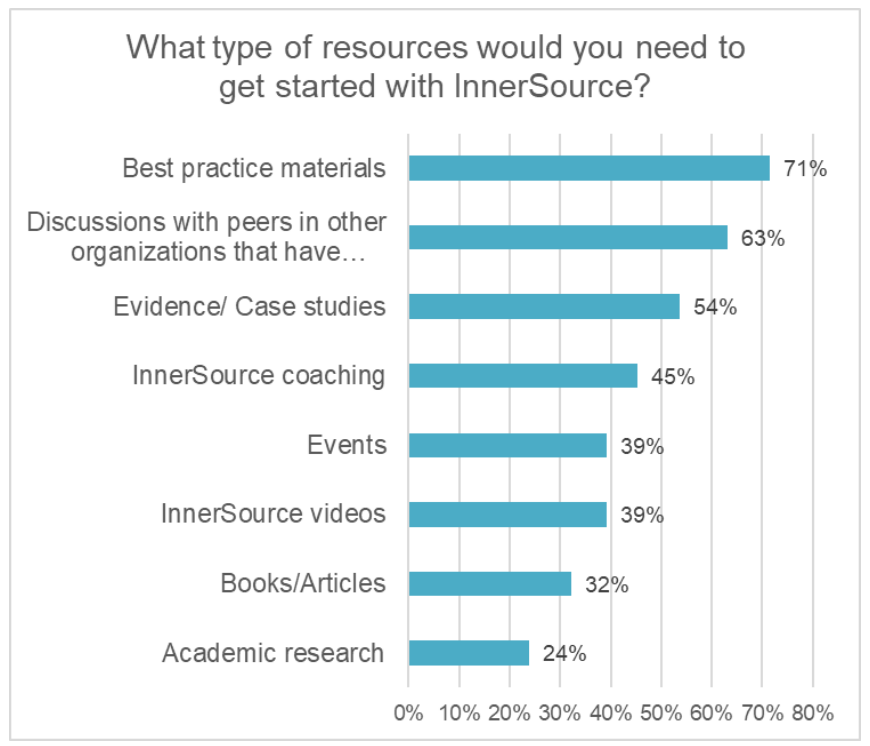 What type of resources would you need to
get started with InnerSource?
Best practice materials
71%
Discussions with peers in other
organizations that have…
63%
Evidence/ Case studies
54%
InnerSource coaching
45%
Events
39%
InnerSource videos
39%
Books/Articles
32%
Academic research
24%
0% 10% 20% 30% 40% 50% 60% 70% 80%